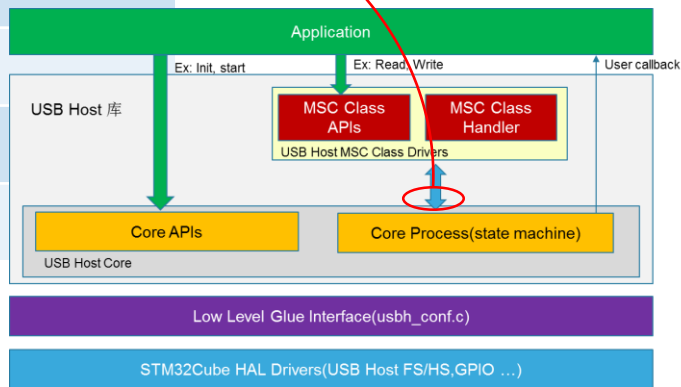 Application
Ex: Init, start
Ex: Read, Write
User callback
USB Host 库
MSC Class
APIs
MSC Class
Handler
USB Host MSC Class Drivers
Core APIs
Core Process(state machine)
USB Host Core
Low Level Glue Interface(usbh_conf.c)
STM32Cube HAL Drivers(USB Host FS/HS,GPIO …)